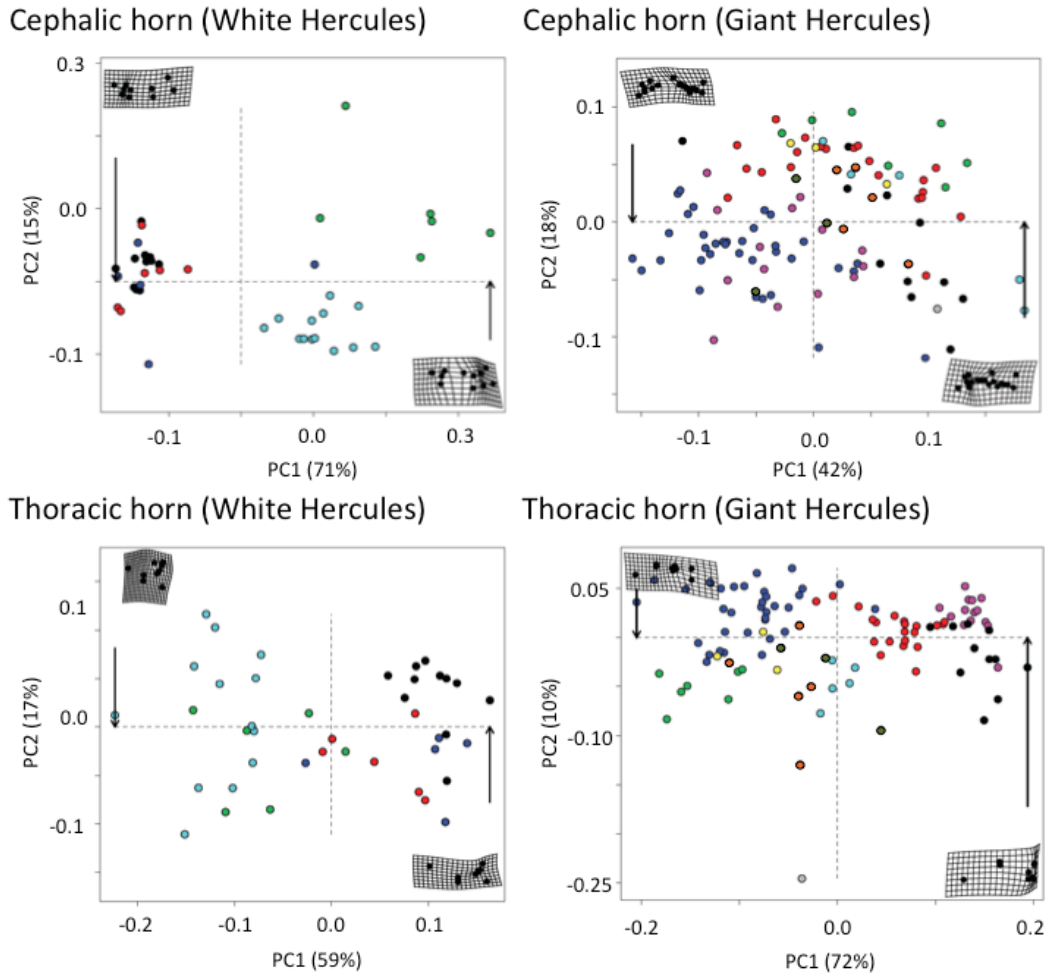 Cephalic horn (White Hercules)
0.3
0.0
-0.1
PC2 (15%)
-0.1
0.0
0.3
PC1 (71%)
Cephalic horn (Giant Hercules)
0.1
0.0
-0.1
PC2 (18%)
-0.1
0.0
0.1
PC1 (42%)
Thoracic horn (White Hercules)
0.1
0.0
-0.1
PC2 (17%)
-0.2
-0.1
0.0
0.1
PC1 (59%)
Thoracic horn (Giant Hercules)
0.05
-0.10
-0.25
PC2 (10%)
-0.2
0.0
0.2
PC1 (72%)